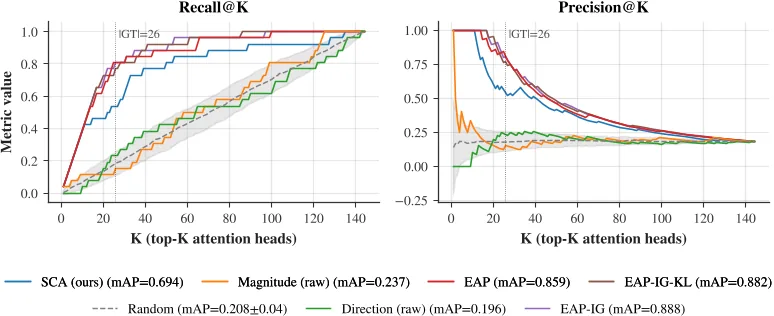 Recall@K
Precision@K
|GT|=26
|GT|=26
Metric value
1.0
0.8
0.6
0.4
0.2
0.0
1.00
0.75
0.50
0.25
0.00
−0.25
0 20 40 60 80 100 120 140
0 20 40 60 80 100 120 140
K (top-K attention heads)
K (top-K attention heads)
SCA (ours) (mAP=0.694) Magnitude (raw) (mAP=0.237) EAP (mAP=0.859) EAP-IG-KL (mAP=0.882)
Random (mAP=0.208±0.04) Direction (raw) (mAP=0.196) EAP-IG (mAP=0.888)